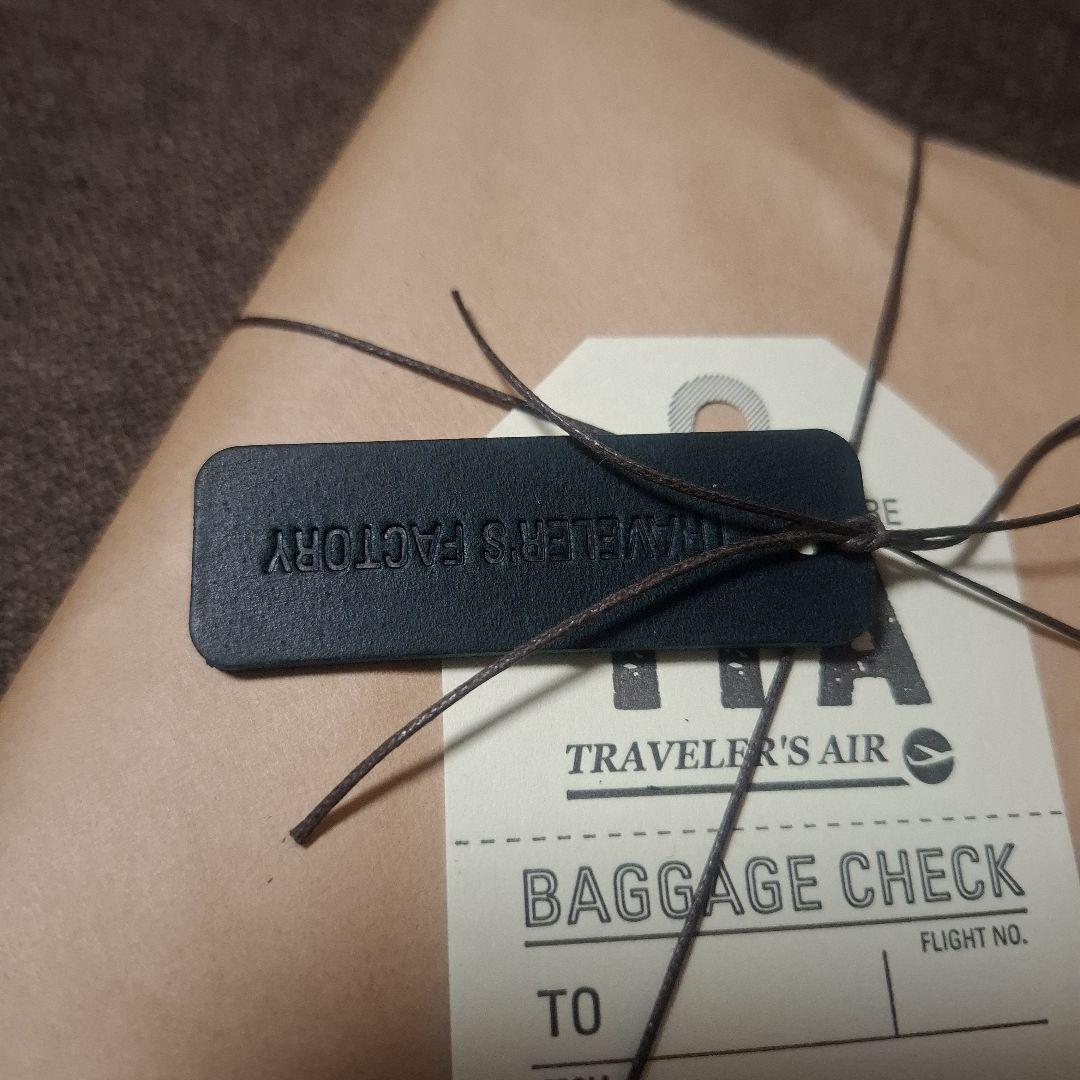 TRAVELER'S FACTORY
TRAVELER'S AIR
BAGGAGE CHECK
FLIGHT NO.
TO